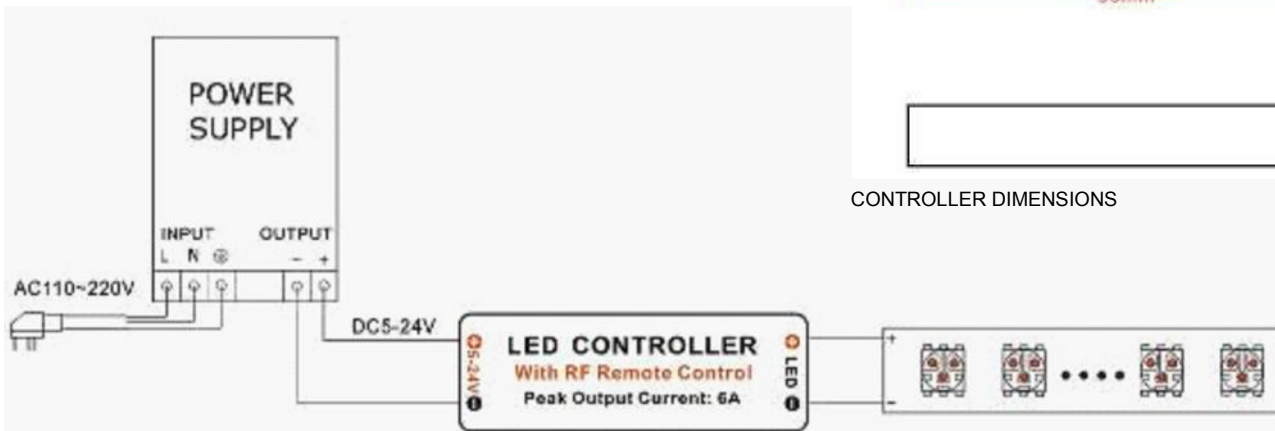 POWER
SUPPLY
INPUT OUTPUT
L N - +
AC110~220V
DC5-24V
5-24V
LED CONTROLLER
With RF Remote Control
Peak Output Current: 6A
LED
+
-
CONTROLLER DIMENSIONS